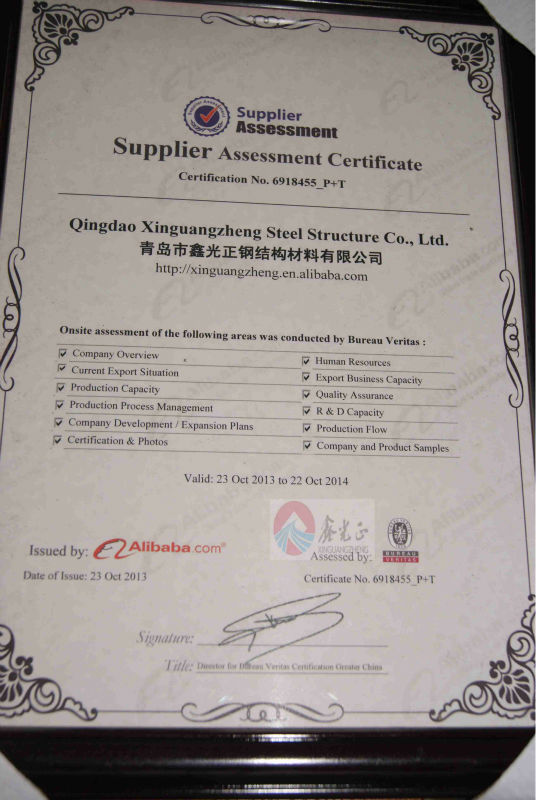 Supplier Assessment
Supplier
Assessment
Supplier Assessment Certificate
Certification No. 6918455_P+T
Qingdao Xinguangzheng Steel Structure Co., Ltd.
青岛市鑫光正钢结构材料有限公司
http://xinguangzheng.en.alibaba.com
Onsite assessment of the following areas was conducted by Bureau Veritas :
Company Overview
Human Resources
Current Export Situation
Export Business Capacity
Production Capacity
Quality Assurance
Production Process Management
R & D Capacity
Company Development / Expansion Plans
Production Flow
Certification & Photos
Company and Product Samples
Valid: 23 Oct 2013 to 22 Oct 2014
鑫光正
XINGUANGZHENG
Issued by: Alibaba.com®
Assessed by:
BUREAU
VERITAS
Date of Issue: 23 Oct 2013
Certificate No. 6918455_P+T
Signature:
Title: Director for Bureau Veritas Certification Greater China